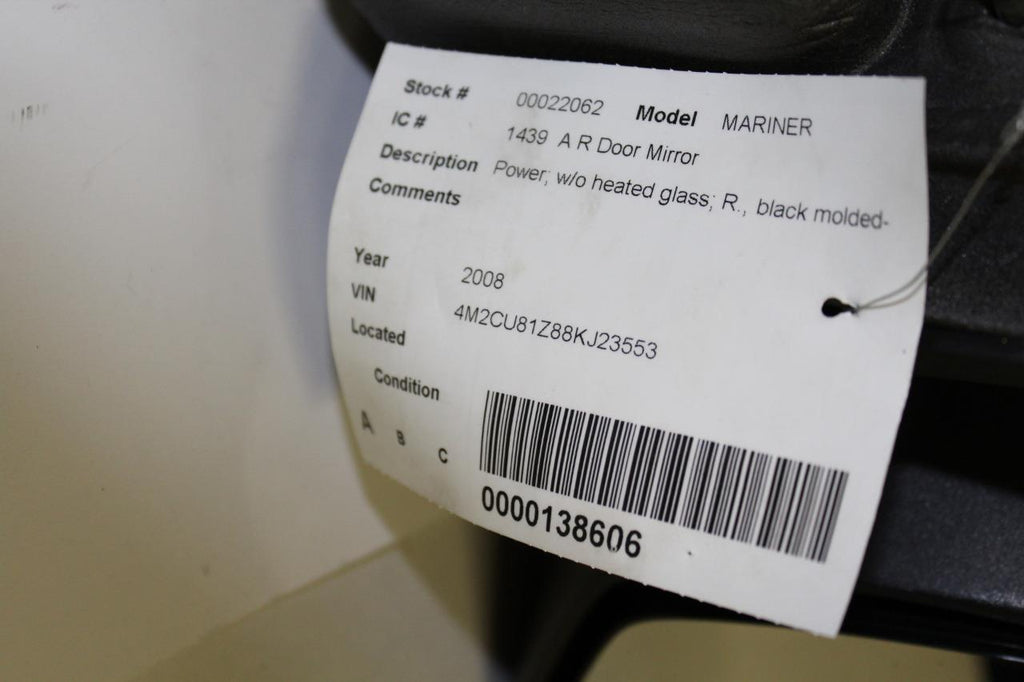 Stock # 00022062 Model MARINER
IC # 1439 A R Door Mirror
Description Power; w/o heated glass; R., black molded-
Comments
Year 2008
VIN 4M2CU81Z88KJ23553
Located
Condition
A B C
0000138606